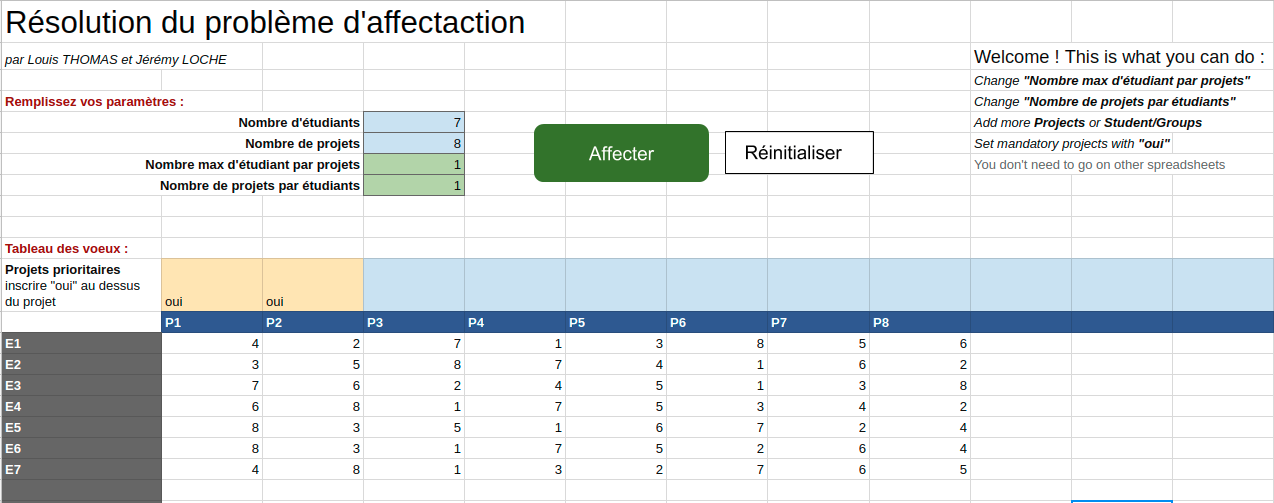 Résolution du problème d'affectaction
par Louis THOMAS et Jérémy LOCHE
Welcome ! This is what you can do :
Change "Nombre max d'étudiant par projets"
Remplissez vos paramètres :
Change "Nombre de projets par étudiants"
Nombre d'étudiants 7
Add more Projects or Student/Groups
Nombre de projets 8
Set mandatory projects with "oui"
Nombre max d'étudiant par projets 1
You don't need to go on other spreadsheets
Nombre de projets par étudiants 1
Affecter
Réinitialiser
Tableau des voeux :
Projets prioritaires
inscrire "oui" au dessus
du projet
oui oui
P1 P2 P3 P4 P5 P6 P7 P8
E1 4 2 7 1 3 8 5 6
E2 3 5 8 7 4 1 6 2
E3 7 6 2 4 5 1 3 8
E4 6 8 1 7 5 3 4 2
E5 8 3 5 1 6 7 2 4
E6 8 3 1 7 5 2 6 4
E7 4 8 1 3 2 7 6 5